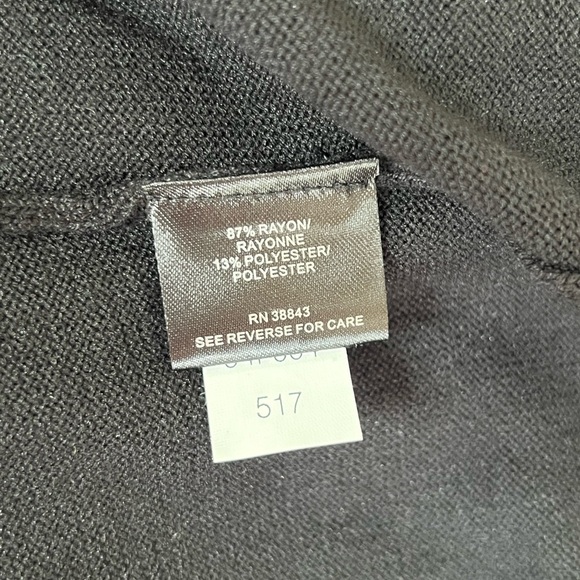 87% RAYON/
RAYONNE
13% POLYESTER/
POLYESTER
RN 38843
SEE REVERSE FOR CARE
517